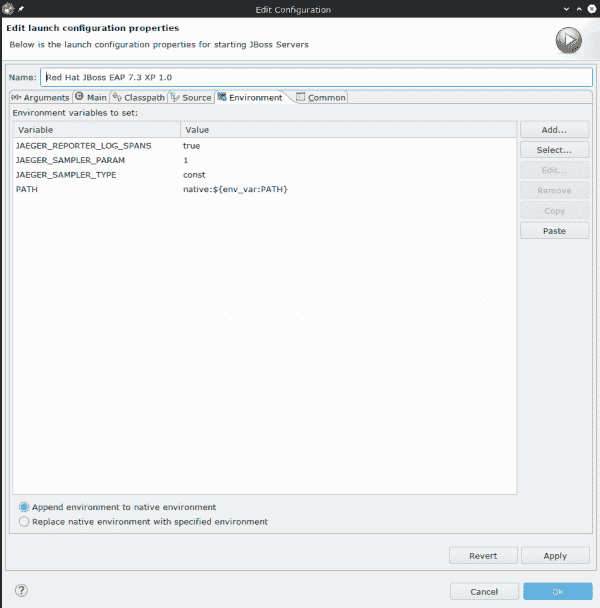 Edit Configuration
Edit launch configuration properties
Below is the launch configuration properties for starting JBoss Servers
Name: Red Hat JBoss EAP 7.3 XP 1.0
Arguments Main Classpath Source Environment Common
Environment variables to set:
Variable Value
JAEGER_REPORTER_LOG_SPANS true
JAEGER_SAMPLER_PARAM 1
JAEGER_SAMPLER_TYPE const
PATH native:${env_var:PATH}
Add...
Select...
Edit...
Remove
Copy
Paste
Append environment to native environment
Replace native environment with specified environment
Revert Apply
? Cancel Ok